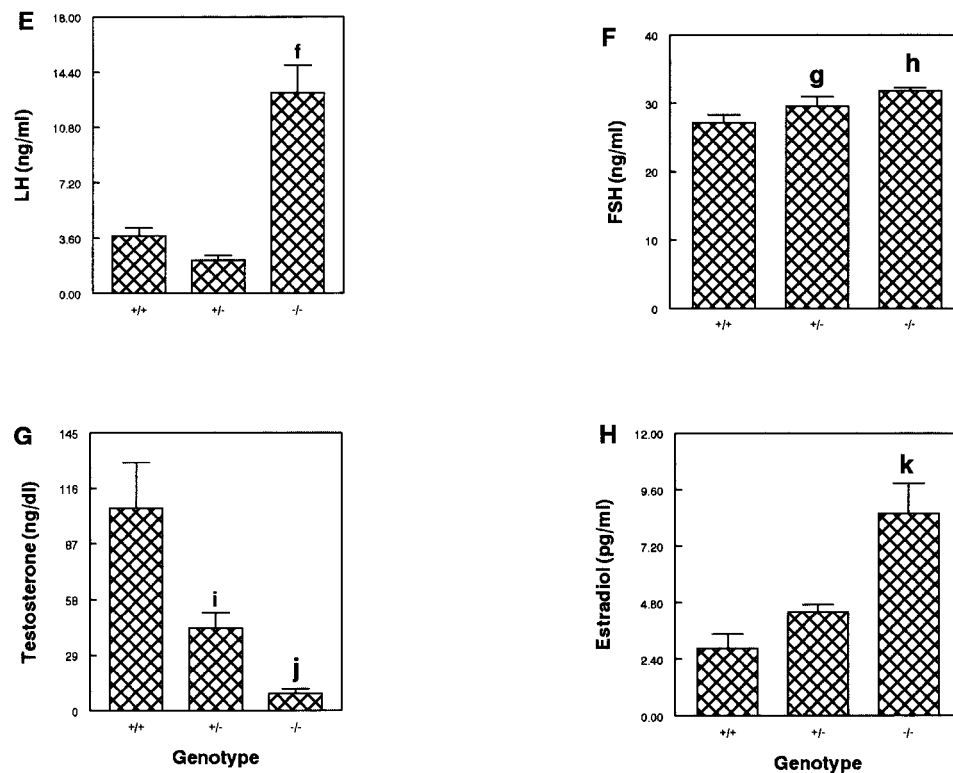 E
18.00
14.40
10.80
7.20
3.60
0.00
LH (ng/ml)
f
+/+ +/- -/-
F
40
30
20
10
0
FSH (ng/ml)
g
h
+/+ +/- -/-
G
145
116
87
58
29
0
Testosterone (ng/dl)
i
j
+/+ +/- -/-
Genotype
H
12.00
9.60
7.20
4.80
2.40
0.00
Estradiol (pg/ml)
k
+/+ +/- -/-
Genotype